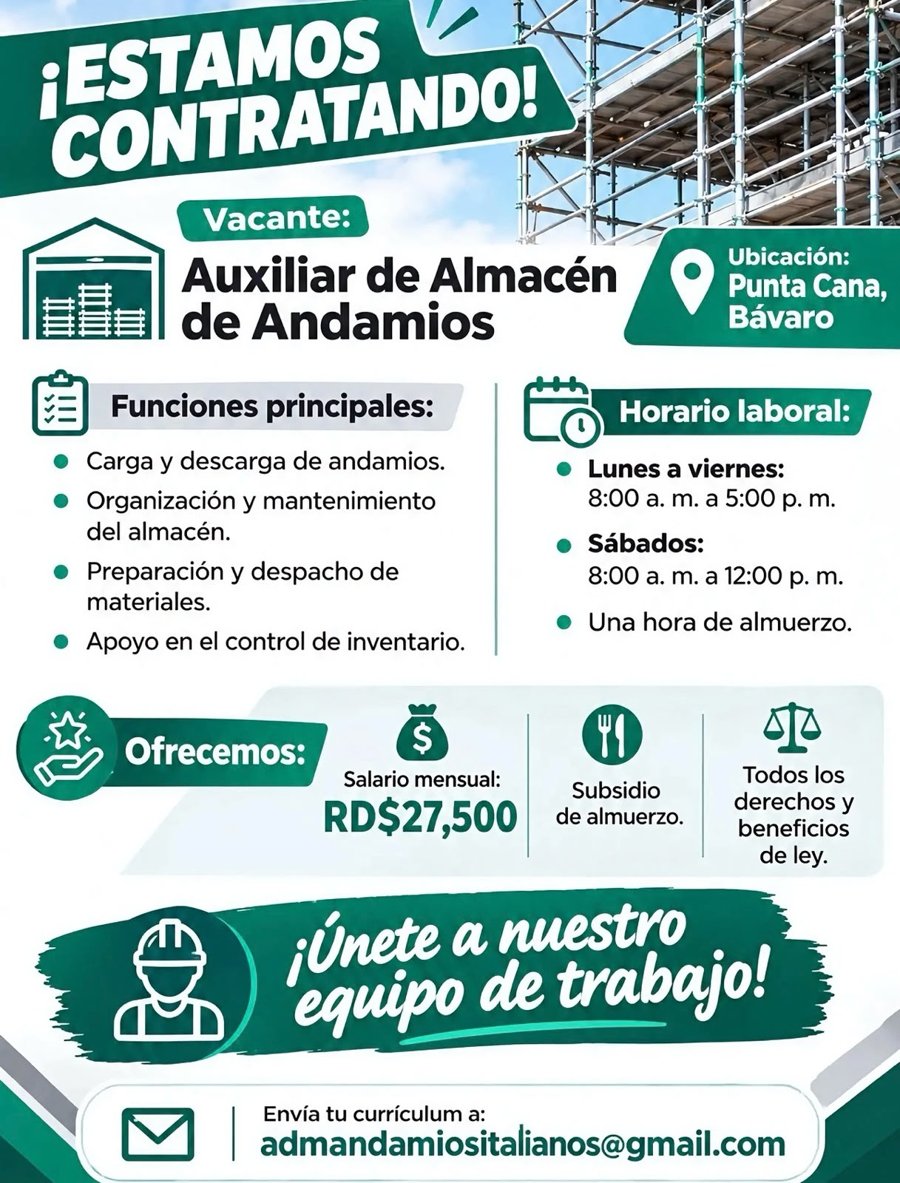 ¡ESTAMOS
CONTRATANDO!
Vacante:
Auxiliar de Almacén
de Andamios
Ubicación:
Punta Cana,
Bávaro
Funciones principales:
Carga y descarga de andamios.
Organización y mantenimiento
del almacén.
Preparación y despacho de
materiales.
Apoyo en el control de inventario.
Horario laboral:
Lunes a viernes:
8:00 a. m. a 5:00 p. m.
Sábados:
8:00 a. m. a 12:00 p. m.
Una hora de almuerzo.
Ofrecemos:
$
Salario mensual:
RD$27,500
Subsidio
de almuerzo.
Todos los
derechos y
beneficios
de ley.
¡Únete a nuestro
equipo de trabajo!
Envía tu currículum a:
admandamiositalianos@gmail.com